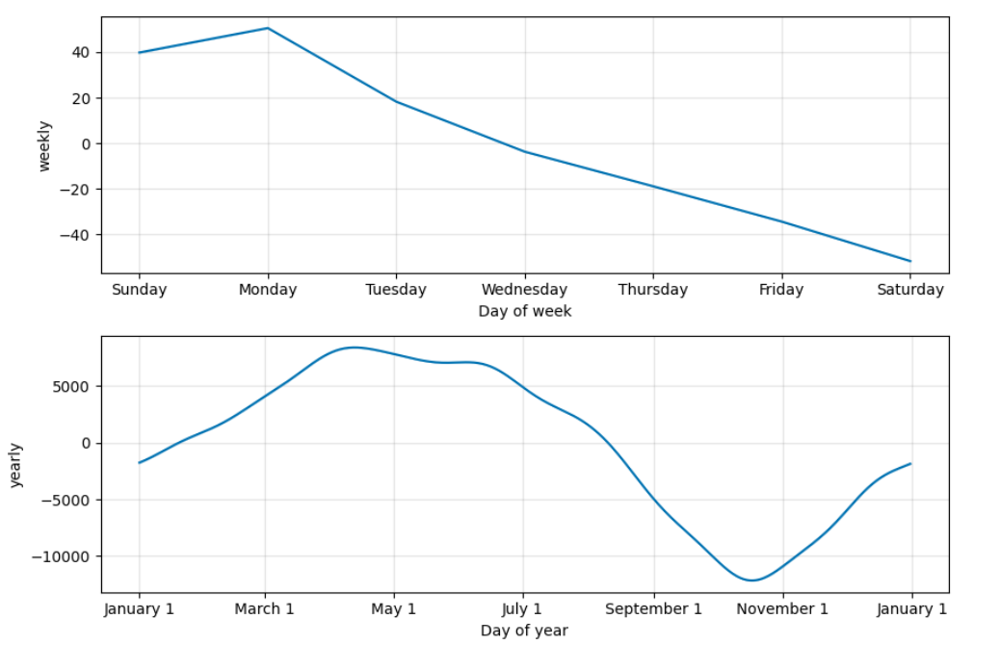 40
20
0
−20
−40
weekly
Sunday Monday Tuesday Wednesday Thursday Friday Saturday
Day of week
5000
0
−5000
−10000
yearly
January 1 March 1 May 1 July 1 September 1 November 1 January 1
Day of year